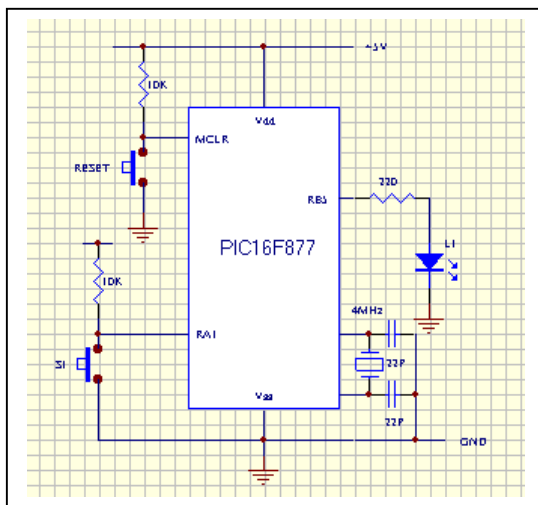 +5V
10K
Vdd
MCLR
RESET
220
RB5
L1
PIC16F877
10K
4MHz
RA1
S1
22P
Vss
22P
GND